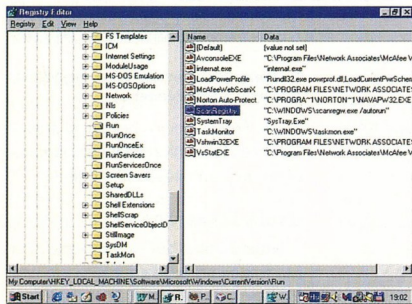 Registry Editor
Registry Edit View Help
FS Templates
ICM
Internet Settings
ModuleUsage
MS-DOS Emulation
MS-DOSOptions
Network
Nls
Policies
Run
RunOnce
RunOnceEx
RunServices
RunServicesOnce
Screen Savers
Setup
SharedDLLs
Shell Extensions
ShellScrap
ShellServiceObjectD
StillImage
SysDM
TaskMon
Name Data
(Default) (value not set)
AvconsoleEXE "C:\Program Files\Network Associates\McAfee V
internat.exe "internat.exe"
LoadPowerProfile "Rundll32.exe powrprof.dll,LoadCurrentPwrSchem
McAfeeWebScanX "C:\PROGRAM FILES\NETWORK ASSOCIATES
Norton Auto-Protect "C:\PROGRA~1\NORTON~1\NAVAPW32.EXE
ScanRegistry "C:\WINDOWS\scanregw.exe /autorun"
SystemTray "SysTray.Exe"
TaskMonitor "C:\WINDOWS\taskmon.exe"
Vshwin32EXE "C:\PROGRAM FILES\NETWORK ASSOCIATES
VsStatEXE "C:\Program Files\Network Associates\McAfee V
My Computer\HKEY_LOCAL_MACHINE\Software\Microsoft\Windows\CurrentVersion\Run
Start M. R. P... C... W. 19:02